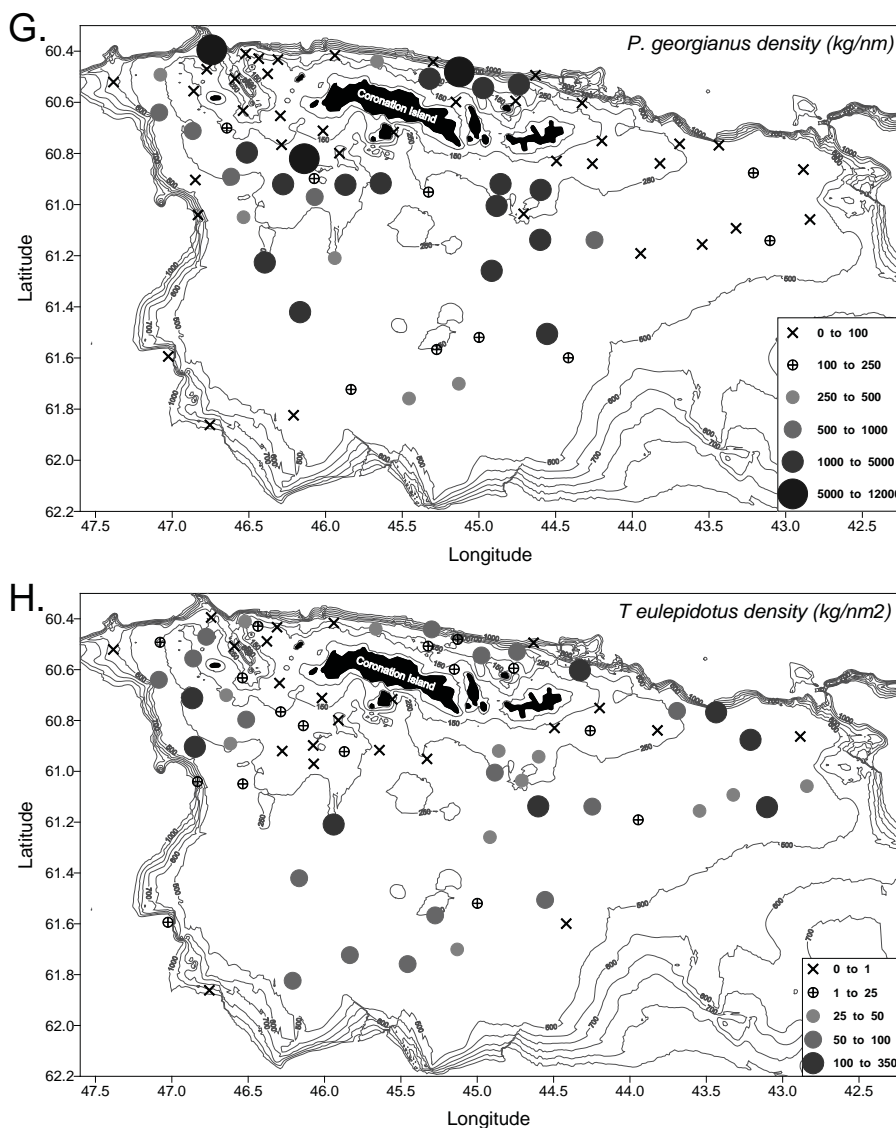 G.
P. georgianus density (kg/nm)
Coronation Island
60.4
60.6
60.8
61.0
61.2
61.4
61.6
61.8
62.0
62.2
Latitude
0 to 100
100 to 250
250 to 500
500 to 1000
1000 to 5000
5000 to 12000
47.5 47.0 46.5 46.0 45.5 45.0 44.5 44.0 43.5 43.0 42.5
Longitude
H.
T eulepidotus density (kg/nm2)
Coronation Island
60.4
60.6
60.8
61.0
61.2
61.4
61.6
61.8
62.0
62.2
Latitude
0 to 1
1 to 25
25 to 50
50 to 100
100 to 350
47.5 47.0 46.5 46.0 45.5 45.0 44.5 44.0 43.5 43.0 42.5
Longitude